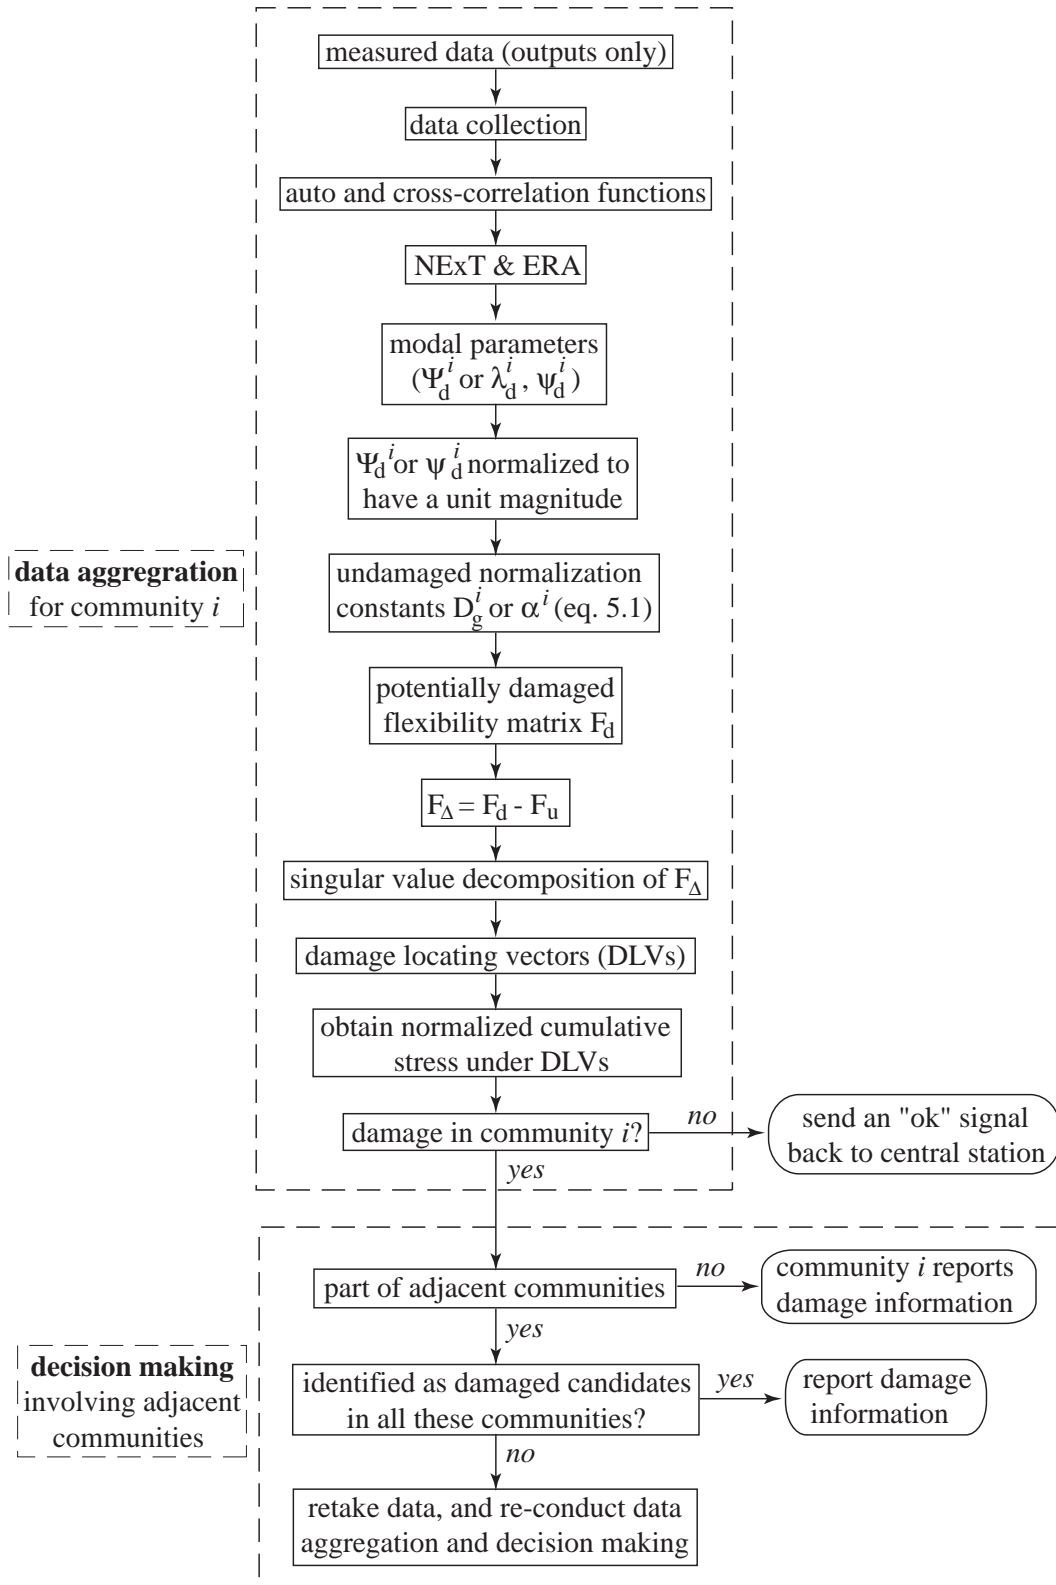 measured data (outputs only)
data collection
auto and cross-correlation functions
NExT & ERA
modal parameters
(Ψ_d^i or λ_d^i, ψ_d^i)
Ψ_d^i or ψ_d^i normalized to
have a unit magnitude
undamaged normalization
constants D_g^i or α^i (eq. 5.1)
data aggregration
for community i
potentially damaged
flexibility matrix F_d
F_Δ = F_d - F_u
singular value decomposition of F_Δ
damage locating vectors (DLVs)
obtain normalized cumulative
stress under DLVs
damage in community i?
no
send an "ok" signal
back to central station
yes
part of adjacent communities
no
community i reports
damage information
yes
decision making
involving adjacent
communities
identified as damaged candidates
in all these communities?
yes
report damage
information
no
retake data, and re-conduct data
aggregation and decision making